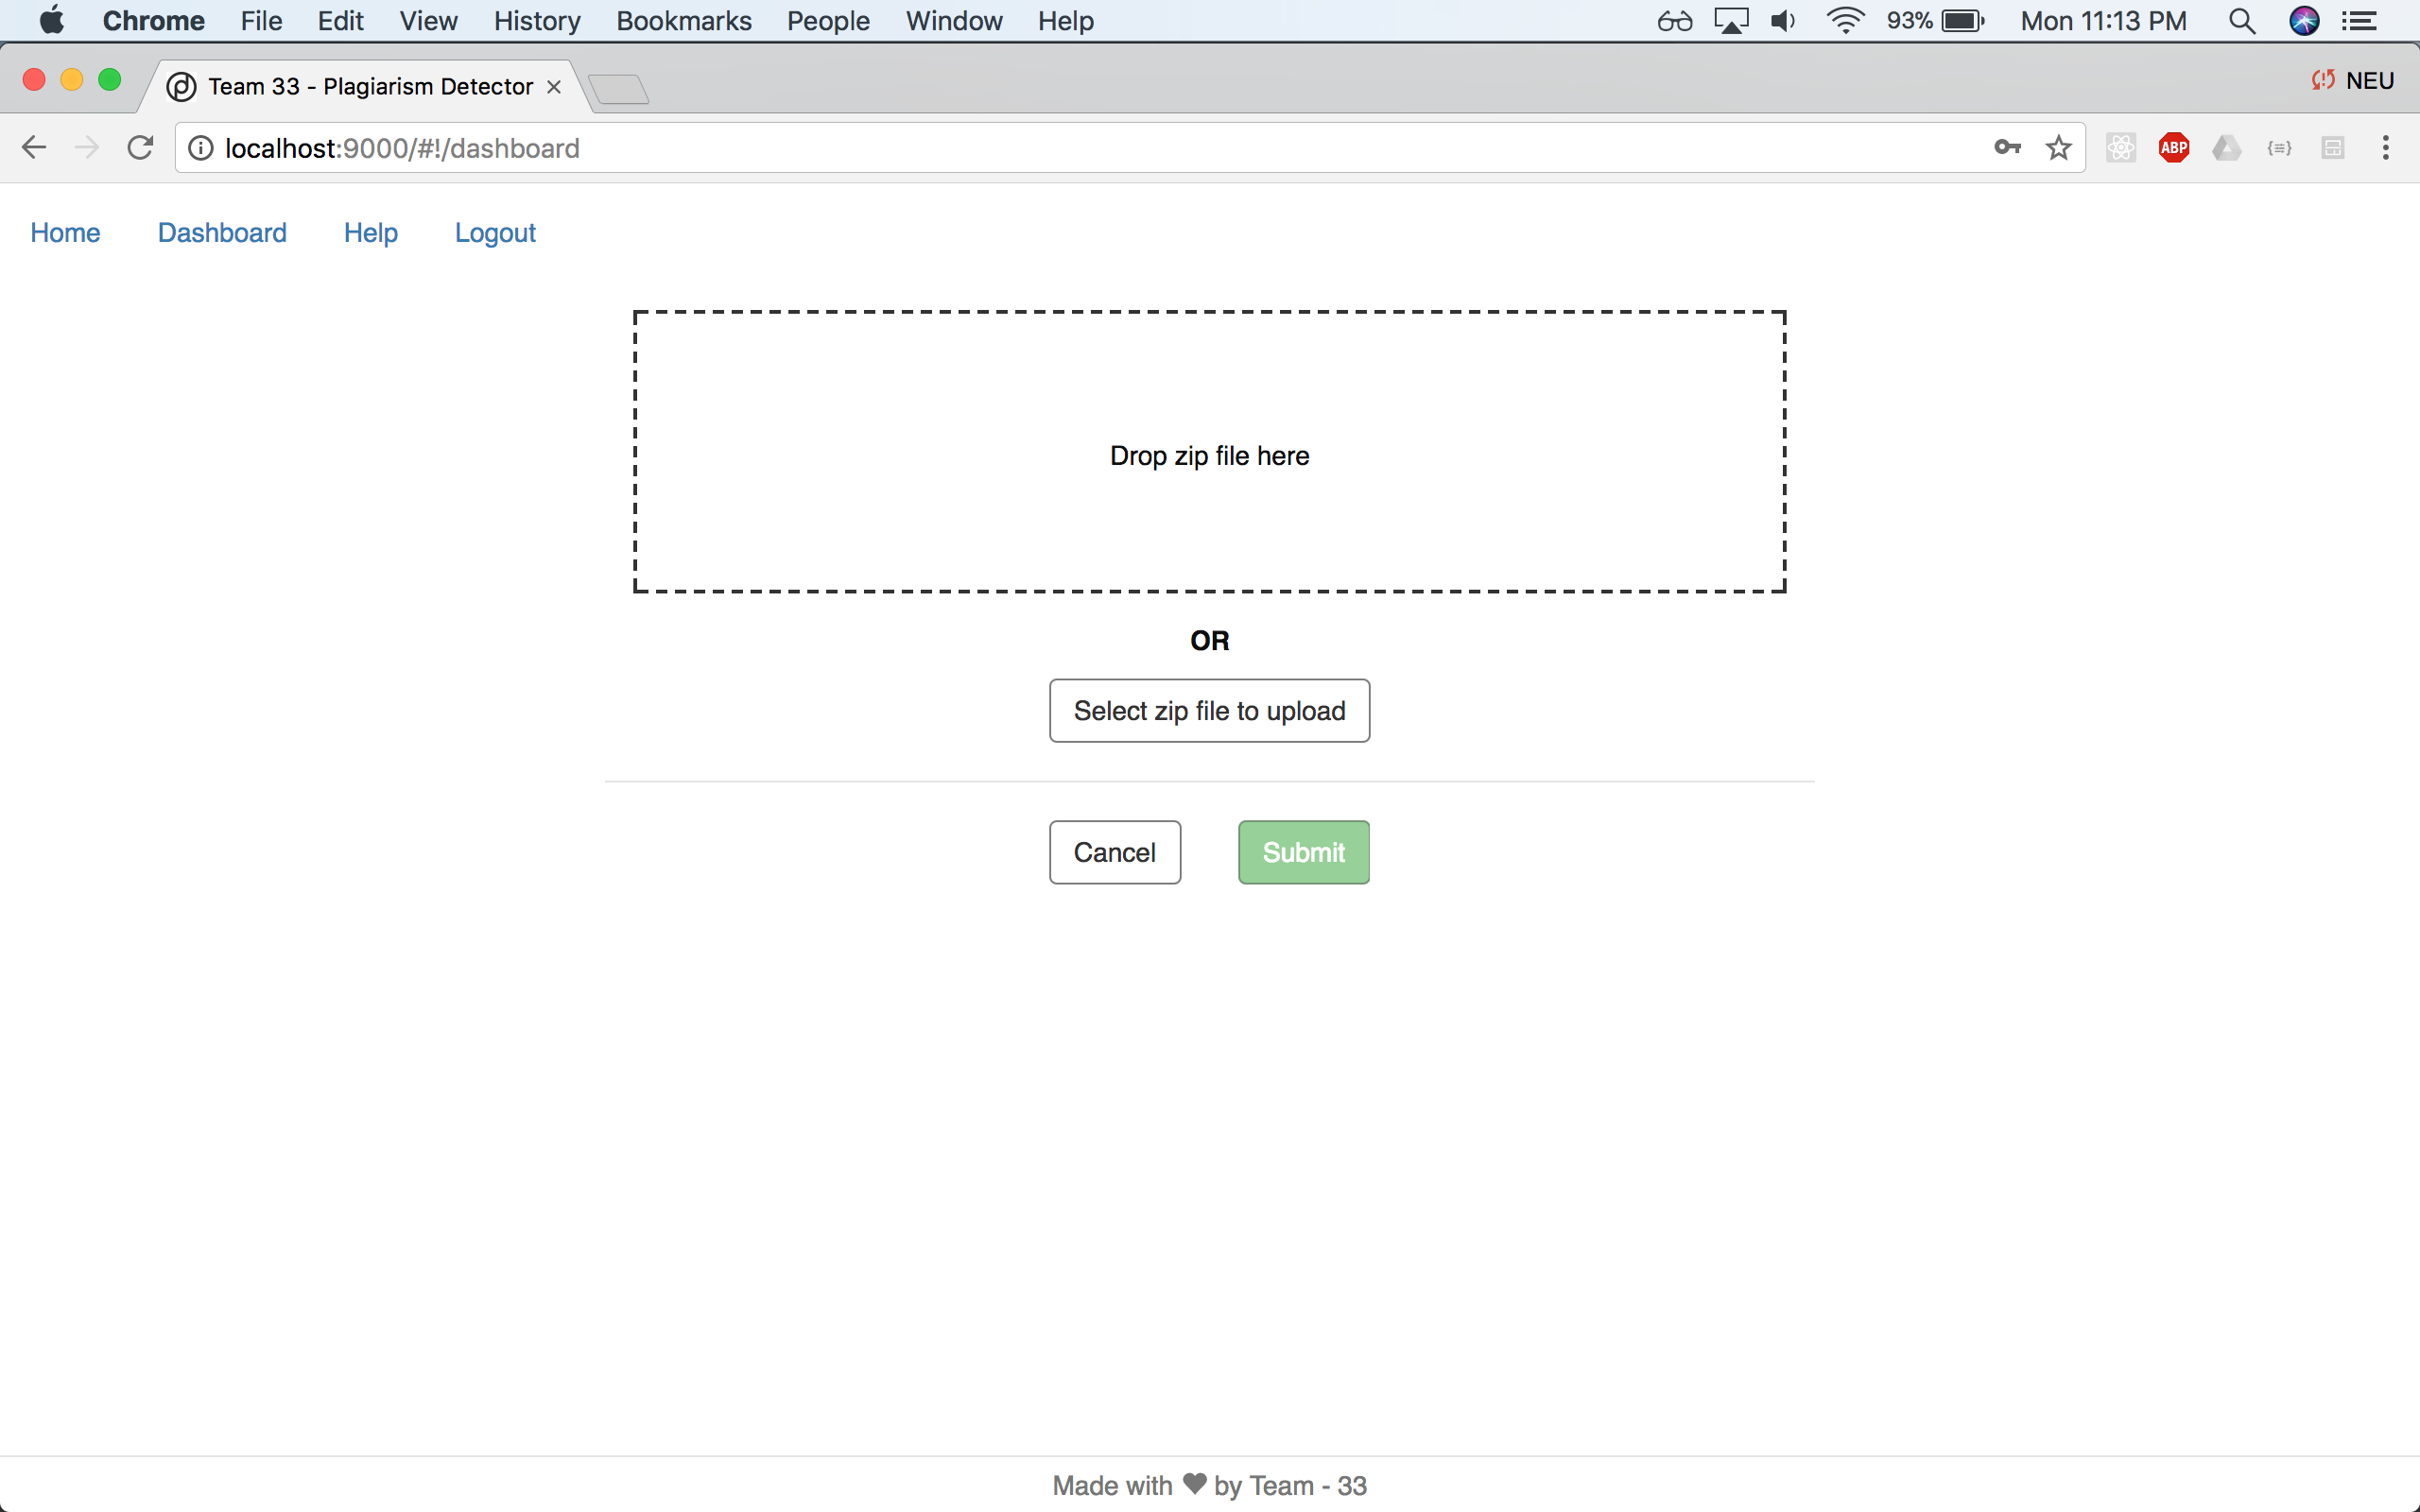 Chrome File Edit View History Bookmarks People Window Help 93% Mon 11:13 PM
Team 33 - Plagiarism Detector NEU
localhost:9000/#!/dashboard ABP
Home Dashboard Help Logout
Drop zip file here
OR
Select zip file to upload
Cancel Submit
Made with ♥ by Team - 33